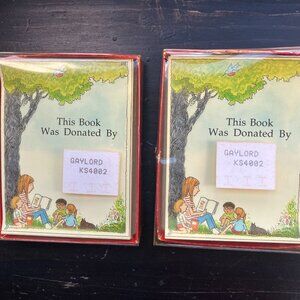 This Book
Was Donated By
GAYLORD
KS4002
This Book
Was Donated By
GAYLORD
KS4002